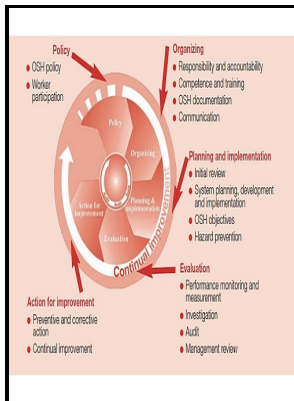 Policy
• OSH policy
• Worker
participation
Organizing
• Responsibility and accountability
• Competence and training
• OSH documentation
• Communication
Planning and implementation
• Initial review
• System planning, development
and implementation
• OSH objectives
• Hazard prevention
Evaluation
• Performance monitoring and
measurement
• Investigation
• Audit
• Management review
Action for improvement
• Preventive and corrective
action
• Continual improvement
Policy
Organizing
Planning &
implementation
Evaluation
Action for
improvement
Continual Improvement